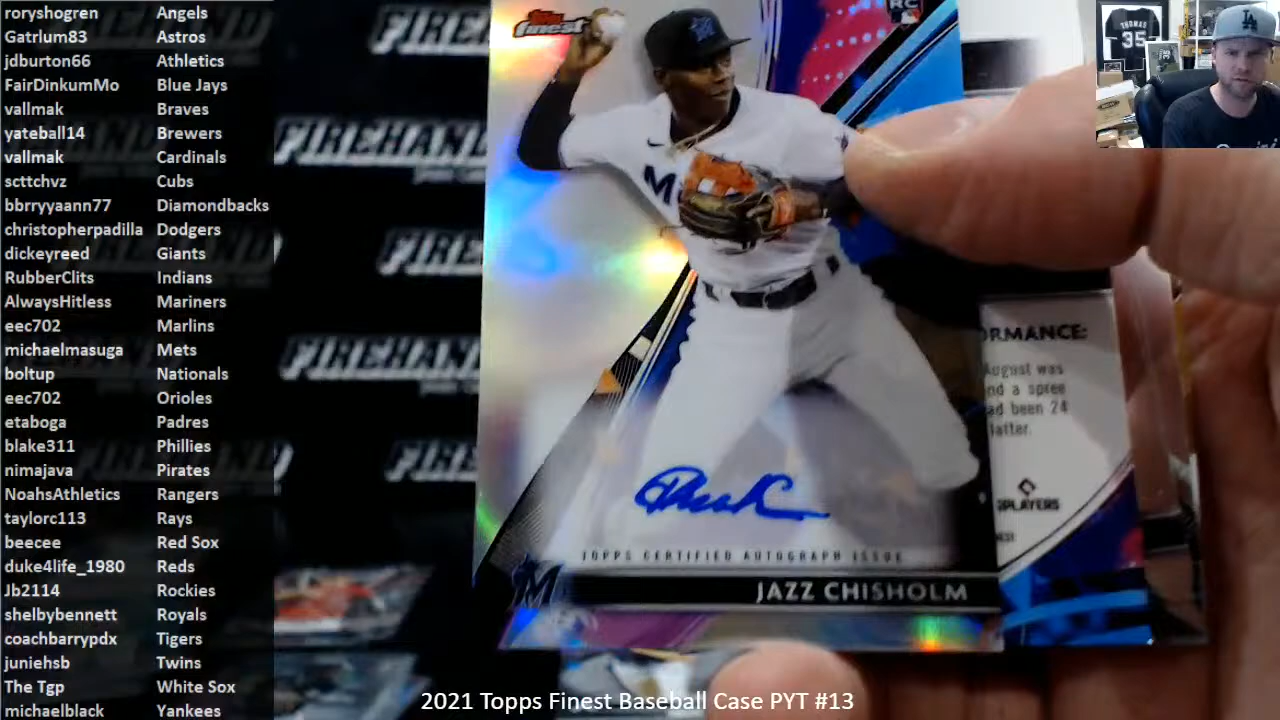 roryshogren Angels
Gatrlum83 Astros
jdburton66 Athletics
FairDinkumMo Blue Jays
vallmak Braves
yateball14 Brewers
vallmak Cardinals
scttchvz Cubs
bbrryyaann77 Diamondbacks
christopherpadilla Dodgers
dickeyreed Giants
RubberClits Indians
AlwaysHitless Mariners
eec702 Marlins
michaelmasuga Mets
boltup Nationals
eec702 Orioles
etaboga Padres
blake311 Phillies
nimajava Pirates
NoahsAthletics Rangers
taylorc113 Rays
beecee Red Sox
duke4life_1980 Reds
Jb2114 Rockies
shelbybennett Royals
coachbarrypdx Tigers
juniehsb Twins
The Tgp White Sox
michaelblack Yankees
FIREHAND
Topps
finest
RC
M
TOPPS CERTIFIED AUTOGRAPH ISSUE
JAZZ CHISHOLM
ORMANCE:
August was
nd a spree
ad been 24
latter.
PLAYERS
THOMAS
35
LA
2021 Topps Finest Baseball Case PYT #13